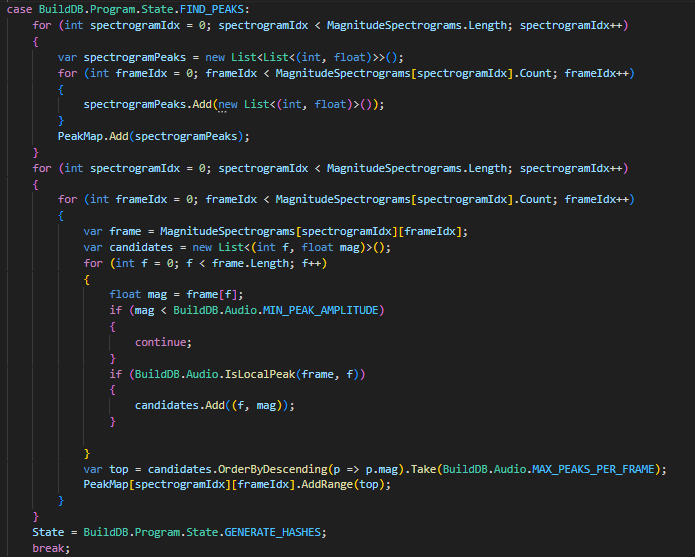 case BuildDB.Program.State.FIND_PEAKS:
for (int spectrogramIdx = 0; spectrogramIdx < MagnitudeSpectrograms.Length; spectrogramIdx++)
{
var spectrogramPeaks = new List<List<(int, float)>>();
for (int frameIdx = 0; frameIdx < MagnitudeSpectrograms[spectrogramIdx].Count; frameIdx++)
{
spectrogramPeaks.Add(new List<(int, float)>());
}
PeakMap.Add(spectrogramPeaks);
}
for (int spectrogramIdx = 0; spectrogramIdx < MagnitudeSpectrograms.Length; spectrogramIdx++)
{
for (int frameIdx = 0; frameIdx < MagnitudeSpectrograms[spectrogramIdx].Count; frameIdx++)
{
var frame = MagnitudeSpectrograms[spectrogramIdx][frameIdx];
var candidates = new List<(int f, float mag)>();
for (int f = 0; f < frame.Length; f++)
{
float mag = frame[f];
if (mag < BuildDB.Audio.MIN_PEAK_AMPLITUDE)
{
continue;
}
if (BuildDB.Audio.IsLocalPeak(frame, f))
{
candidates.Add((f, mag));
}
}
var top = candidates.OrderByDescending(p => p.mag).Take(BuildDB.Audio.MAX_PEAKS_PER_FRAME);
PeakMap[spectrogramIdx][frameIdx].AddRange(top);
}
}
State = BuildDB.Program.State.GENERATE_HASHES;
break;